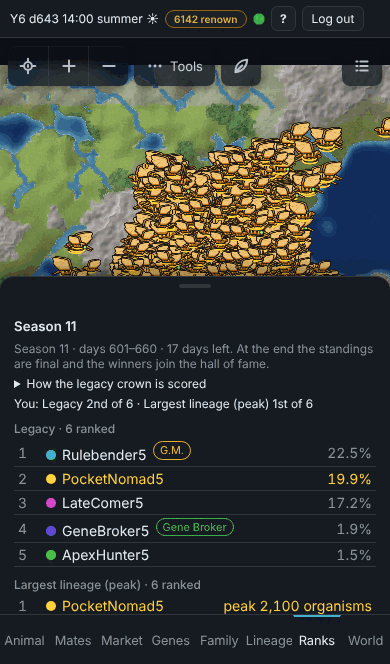 Y6 d643 14:00 summer ☀ 6142 renown ? Log out
Tools
Season 11
Season 11 · days 601–660 · 17 days left. At the end the standings
are final and the winners join the hall of fame.
▶ How the legacy crown is scored
You: Legacy 2nd of 6 · Largest lineage (peak) 1st of 6
Legacy · 6 ranked
1 Rulebender5 G.M. 22.5%
2 PocketNomad5 19.9%
3 LateComer5 17.2%
4 GeneBroker5 Gene Broker 1.9%
5 ApexHunter5 1.5%
Largest lineage (peak) · 6 ranked
1 PocketNomad5 peak 2,100 organisms
Animal Mates Market Genes Family Lineage Ranks World